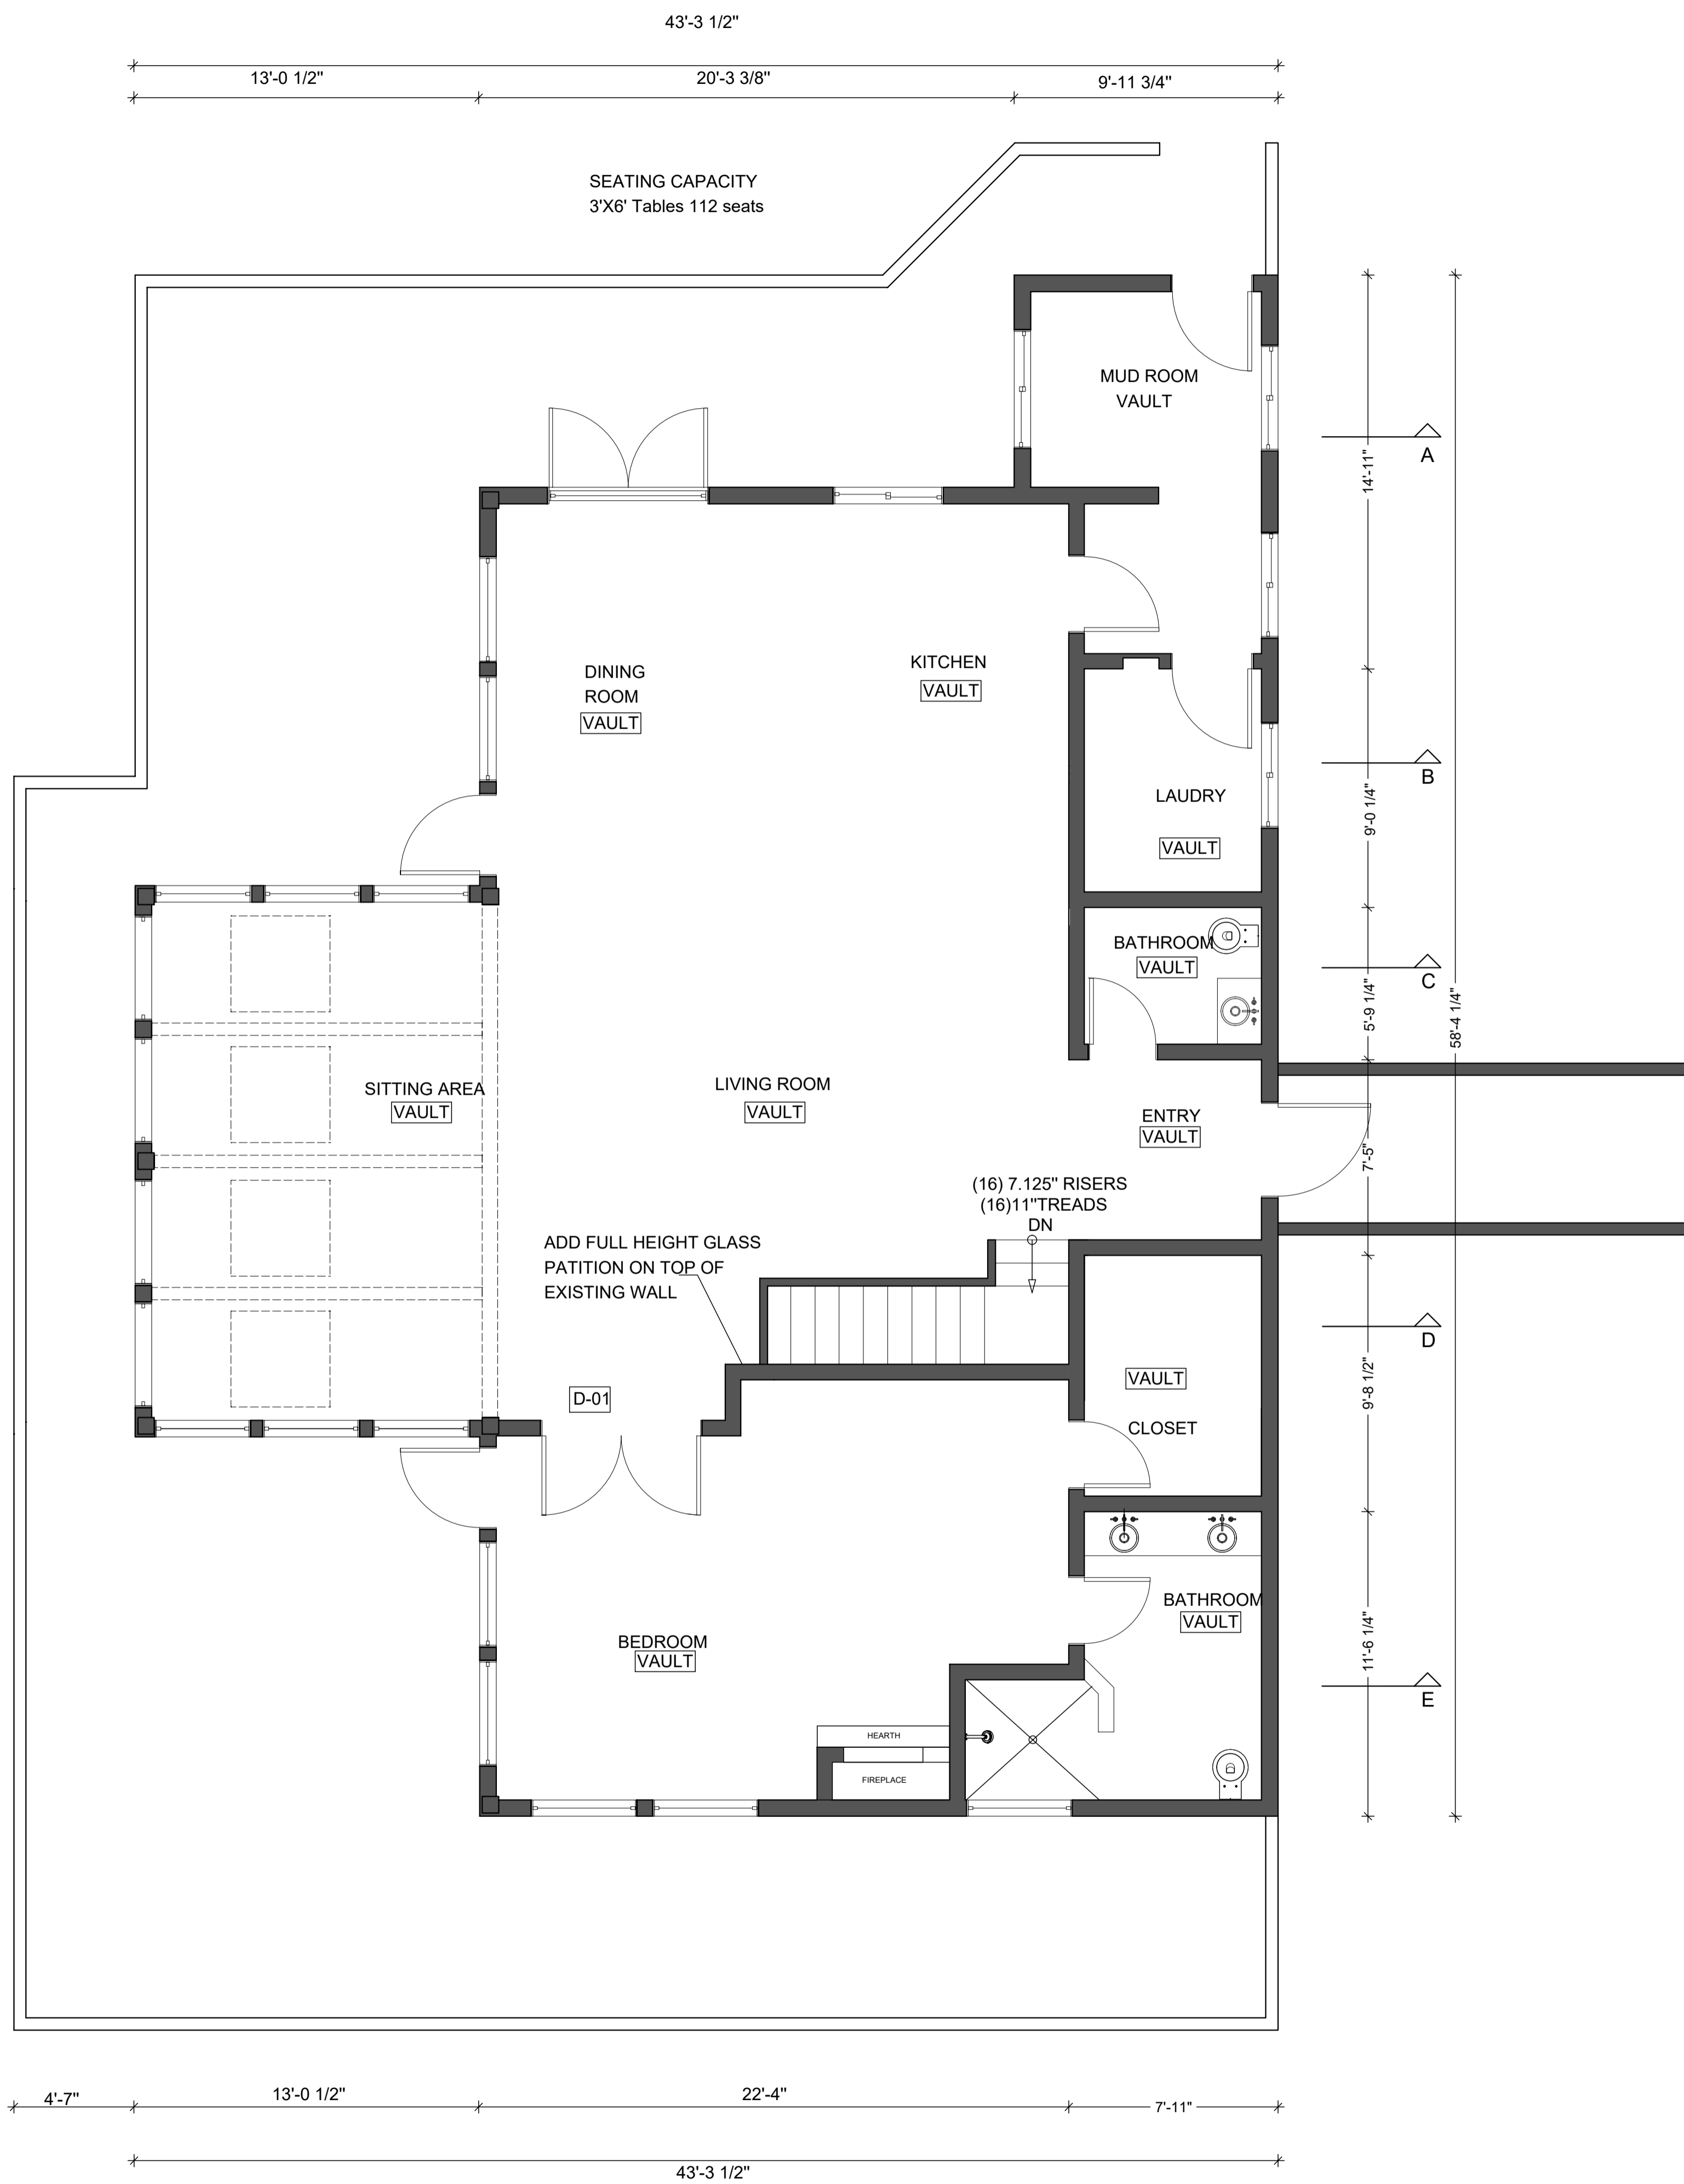 43'-3 1/2"
13'-0 1/2"
20'-3 3/8"
9'-11 3/4"
SEATING CAPACITY
3'X6' Tables 112 seats
MUD ROOM
VAULT
A
14'-11"
DINING
ROOM
VAULT
KITCHEN
VAULT
LAUDRY
VAULT
B
9'-0 1/4"
BATHROOM
VAULT
C
5'-9 1/4"
58'-4 1/4"
SITTING AREA
VAULT
LIVING ROOM
VAULT
ENTRY
VAULT
7'-5"
(16) 7.125" RISERS
(16)11"TREADS
DN
ADD FULL HEIGHT GLASS
PATITION ON TOP OF
EXISTING WALL
D-01
VAULT
CLOSET
D
9'-8 1/2"
BATHROOM
VAULT
BEDROOM
VAULT
11'-6 1/4"
E
HEARTH
FIREPLACE
4'-7"
13'-0 1/2"
22'-4"
7'-11"
43'-3 1/2"